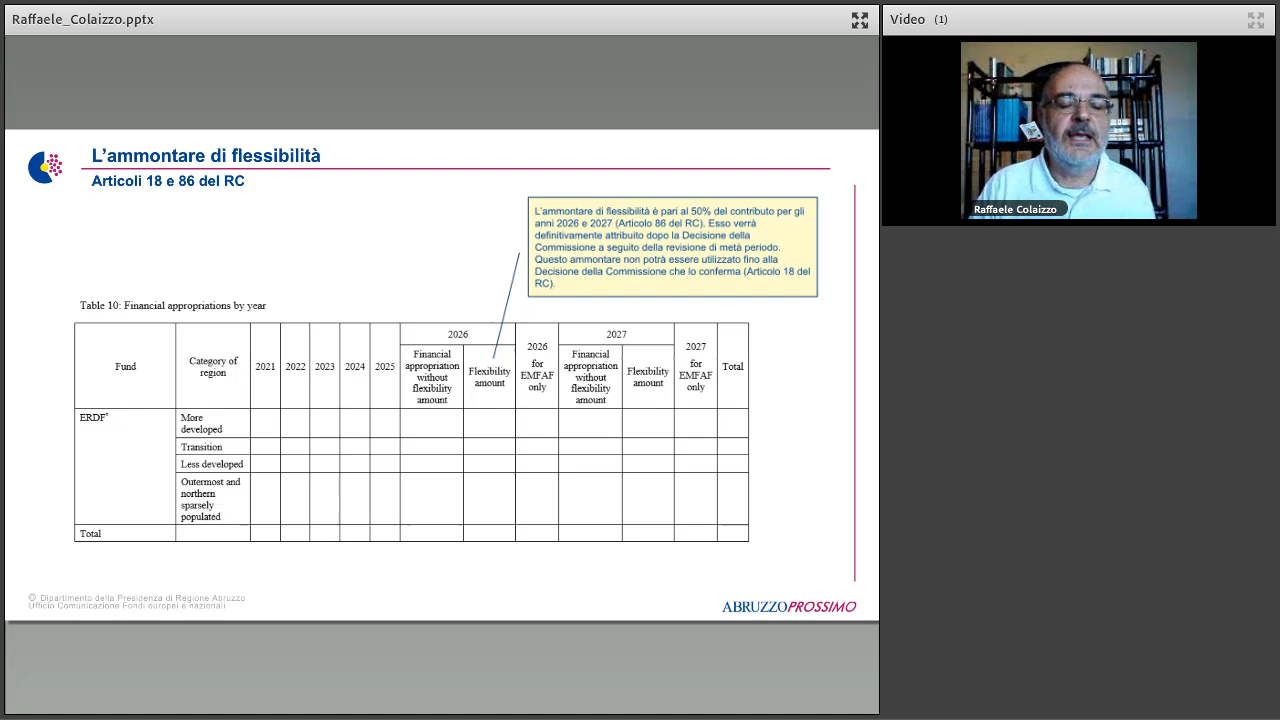 Raffaele_Colaizzo.pptx
Video (1)
Raffaele Colaizzo
L'ammontare di flessibilità
Articoli 18 e 86 del RC
L'ammontare di flessibilità è pari al 50% del contributo per gli
anni 2026 e 2027 (Articolo 86 del RC). Esso verrà
definitivamente attribuito dopo la Decisione della
Commissione a seguito della revisione di metà periodo.
Questo ammontare non potrà essere utilizzato fino alla
Decisione della Commissione che lo conferma (Articolo 18 del
RC).
Table 10: Financial appropriations by year
Fund
Category of
region
2021
2022
2023
2024
2025
2026
Financial
appropriation
without
flexibility
amount
Flexibility
amount
2026
for
EMFAF
only
2027
Financial
appropriation
without
flexibility
amount
Flexibility
amount
2027
for
EMFAF
only
Total
ERDF*
More
developed
Transition
Less developed
Outermost and
northern
sparsely
populated
Total
© Dipartimento della Presidenza di Regione Abruzzo
Ufficio Comunicazione Fondi europei e nazionali
ABRUZZOPROSSIMO